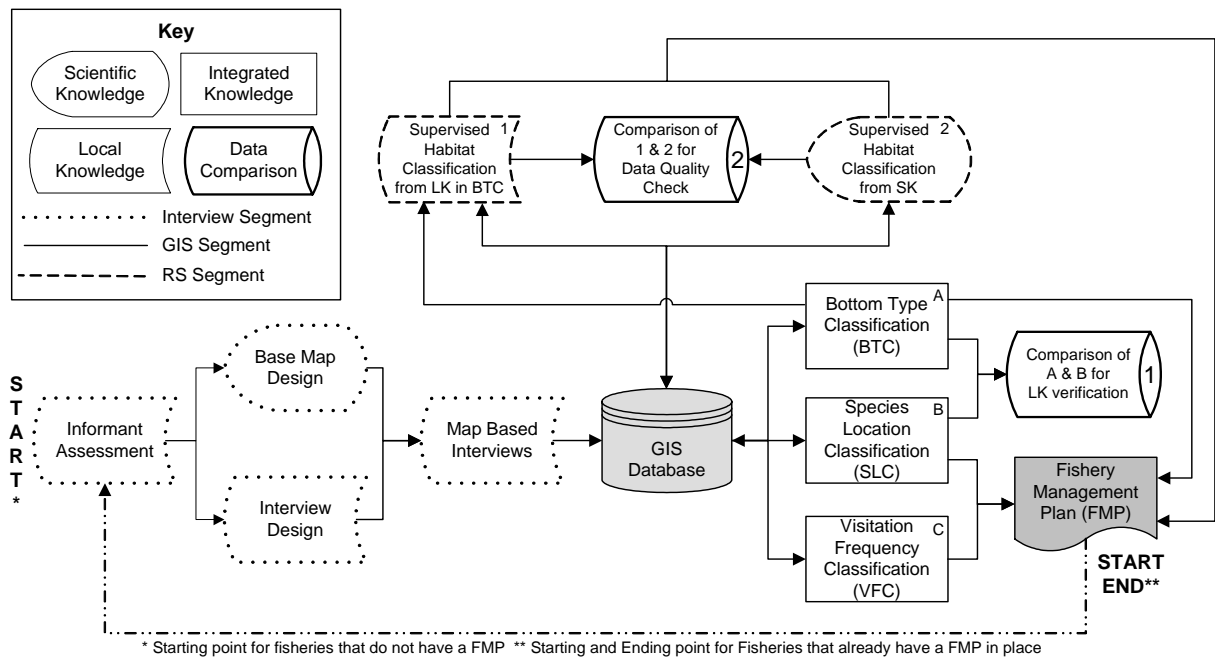 Key
Scientific
Knowledge
Integrated
Knowledge
Local
Knowledge
Data
Comparison
Interview Segment
GIS Segment
RS Segment
Supervised 1
Habitat
Classification
from LK in BTC
Comparison of
1 & 2 for
Data Quality
Check
2
Supervised 2
Habitat
Classification
from SK
START*
Informant
Assessment
Base Map
Design
Interview
Design
Map Based
Interviews
GIS
Database
A
Bottom Type
Classification
(BTC)
B
Species
Location
Classification
(SLC)
C
Visitation
Frequency
Classification
(VFC)
Comparison of
A & B for
LK verification
1
Fishery
Management
Plan (FMP)
START
END**
* Starting point for fisheries that do not have a FMP ** Starting and Ending point for Fisheries that already have a FMP in place